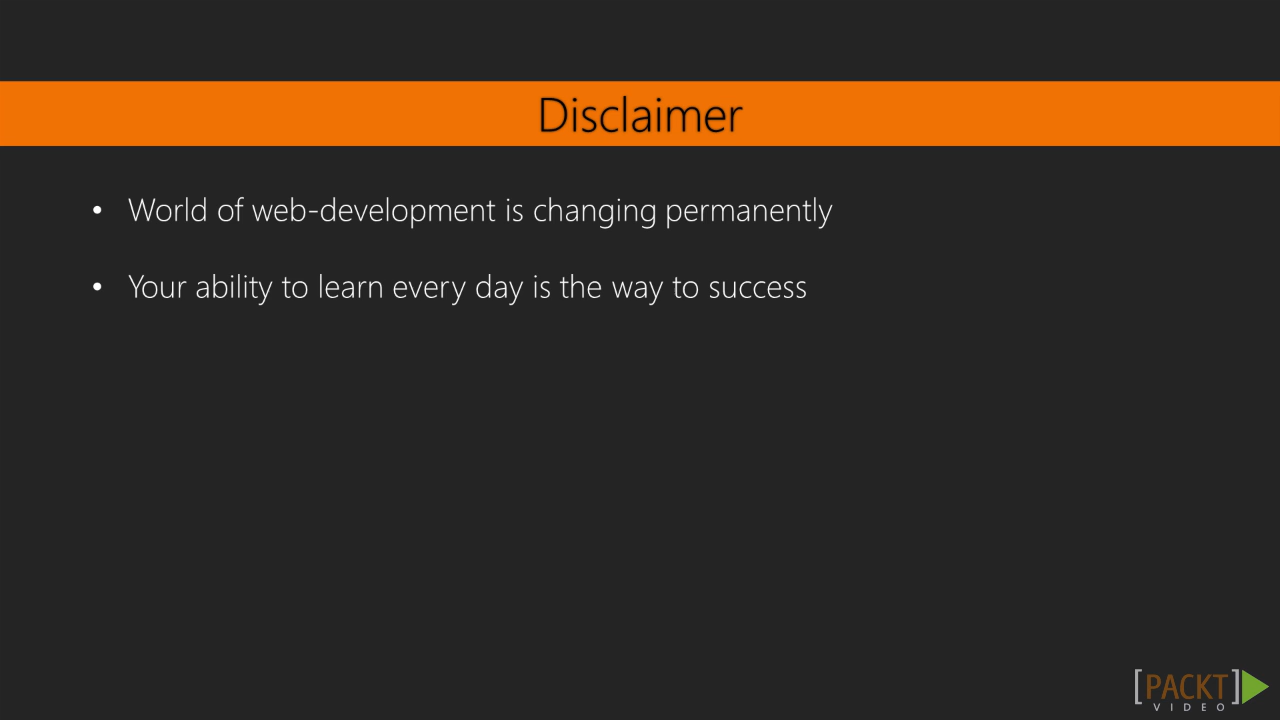 Disclaimer
• World of web-development is changing permanently
• Your ability to learn every day is the way to success
[PACKT]
VIDEO